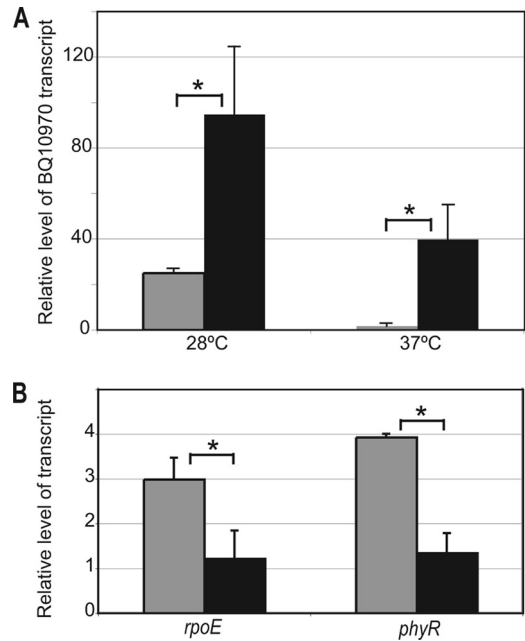 A
Relative level of BQ10970 transcript
120
80
40
0
*
*
28ºC
37ºC
B
Relative level of transcript
4
3
2
1
0
*
*
rpoE
phyR